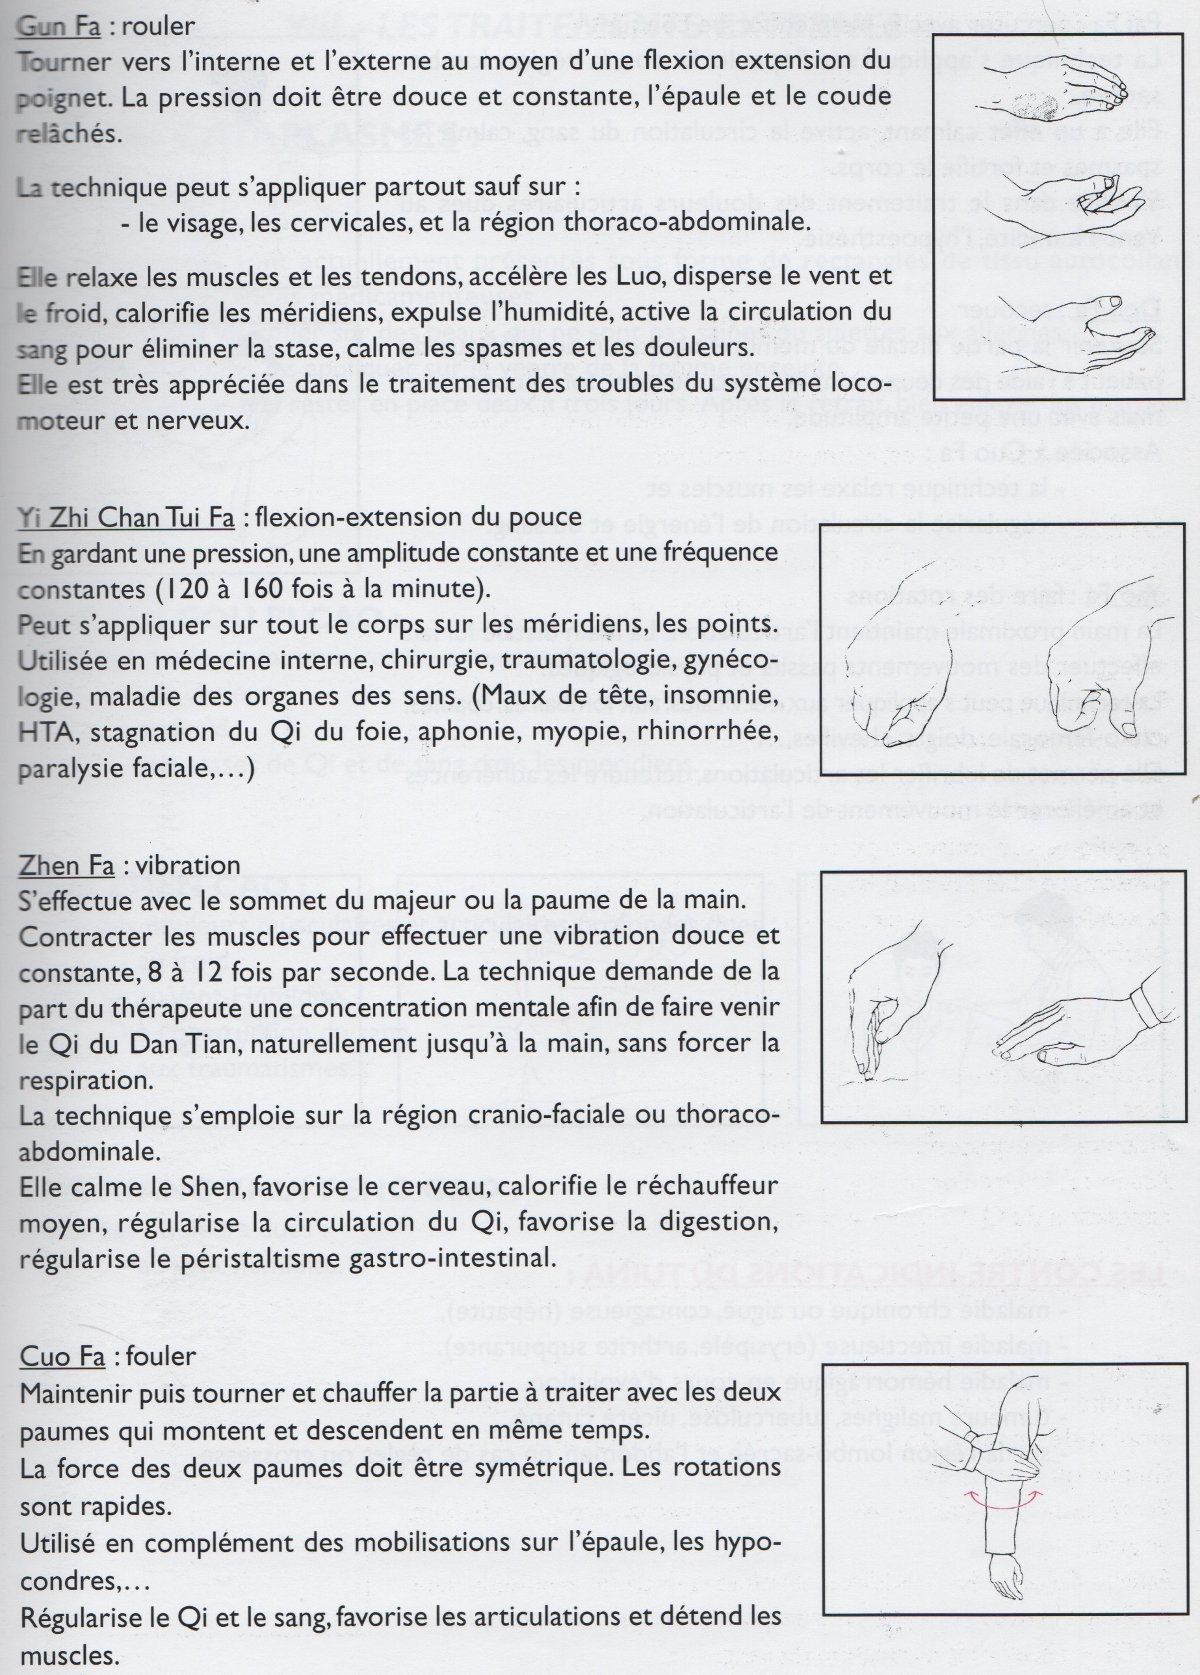 Gun Fa : rouler
Tourner vers l'interne et l'externe au moyen d'une flexion extension du
poignet. La pression doit être douce et constante, l'épaule et le coude
relâchés.
La technique peut s'appliquer partout sauf sur :
- le visage, les cervicales, et la région thoraco-abdominale.
Elle relaxe les muscles et les tendons, accélère les Luo, disperse le vent et
le froid, calorifie les méridiens, expulse l'humidité, active la circulation du
sang pour éliminer la stase, calme les spasmes et les douleurs.
Elle est très appréciée dans le traitement des troubles du système loco-
moteur et nerveux.
Yi Zhi Chan Tui Fa : flexion-extension du pouce
En gardant une pression, une amplitude constante et une fréquence
constantes (120 à 160 fois à la minute).
Peut s'appliquer sur tout le corps sur les méridiens, les points.
Utilisée en médecine interne, chirurgie, traumatologie, gynéco-
logie, maladie des organes des sens. (Maux de tête, insomnie,
HTA, stagnation du Qi du foie, aphonie, myopie, rhinorrhée,
paralysie faciale,...)
Zhen Fa : vibration
S'effectue avec le sommet du majeur ou la paume de la main.
Contracter les muscles pour effectuer une vibration douce et
constante, 8 à 12 fois par seconde. La technique demande de la
part du thérapeute une concentration mentale afin de faire venir
le Qi du Dan Tian, naturellement jusqu'à la main, sans forcer la
respiration.
La technique s'emploie sur la région cranio-faciale ou thoraco-
abdominale.
Elle calme le Shen, favorise le cerveau, calorifie le réchauffeur
moyen, régularise la circulation du Qi, favorise la digestion,
régularise le péristaltisme gastro-intestinal.
Cuo Fa : fouler
Maintenir puis tourner et chauffer la partie à traiter avec les deux
paumes qui montent et descendent en même temps.
La force des deux paumes doit être symétrique. Les rotations
sont rapides.
Utilisé en complément des mobilisations sur l'épaule, les hypo-
condres,...
Régularise le Qi et le sang, favorise les articulations et détend les
muscles.